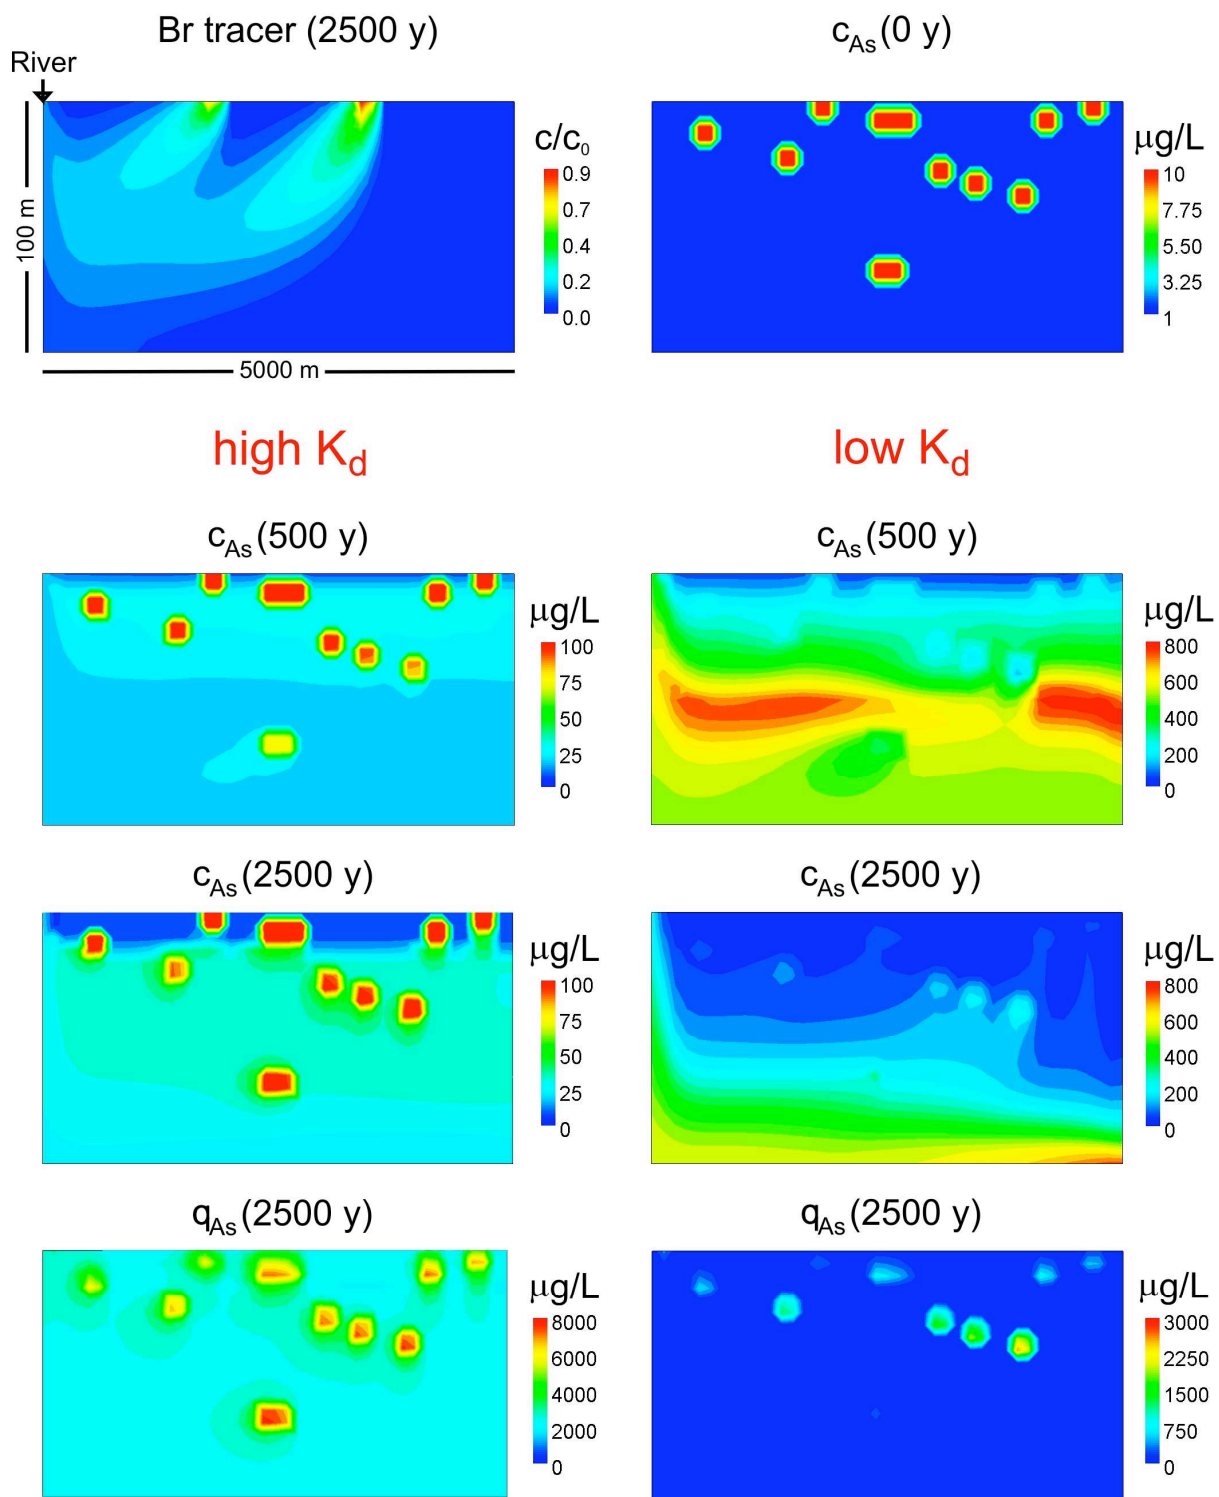 Br tracer (2500 y)
River
100 m
5000 m
c/c0
0.9
0.7
0.4
0.2
0.0
cAs (0 y)
µg/L
10
7.75
5.50
3.25
1
high Kd
low Kd
cAs (500 y)
µg/L
100
75
50
25
0
cAs (500 y)
µg/L
800
600
400
200
0
cAs (2500 y)
µg/L
100
75
50
25
0
cAs (2500 y)
µg/L
800
600
400
200
0
qAs (2500 y)
µg/L
8000
6000
4000
2000
0
qAs (2500 y)
µg/L
3000
2250
1500
750
0